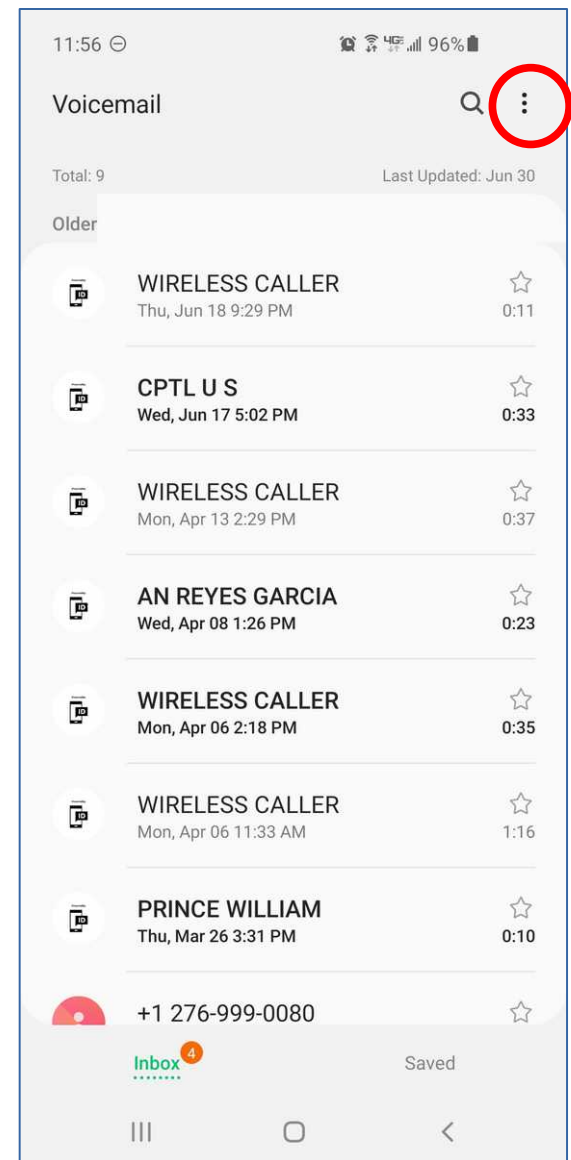 11:56 96%
Voicemail
Total: 9 Last Updated: Jun 30
Older
WIRELESS CALLER
Thu, Jun 18 9:29 PM 0:11
CPTL U S
Wed, Jun 17 5:02 PM 0:33
WIRELESS CALLER
Mon, Apr 13 2:29 PM 0:37
AN REYES GARCIA
Wed, Apr 08 1:26 PM 0:23
WIRELESS CALLER
Mon, Apr 06 2:18 PM 0:35
WIRELESS CALLER
Mon, Apr 06 11:33 AM 1:16
PRINCE WILLIAM
Thu, Mar 26 3:31 PM 0:10
+1 276-999-0080
Inbox 4 Saved